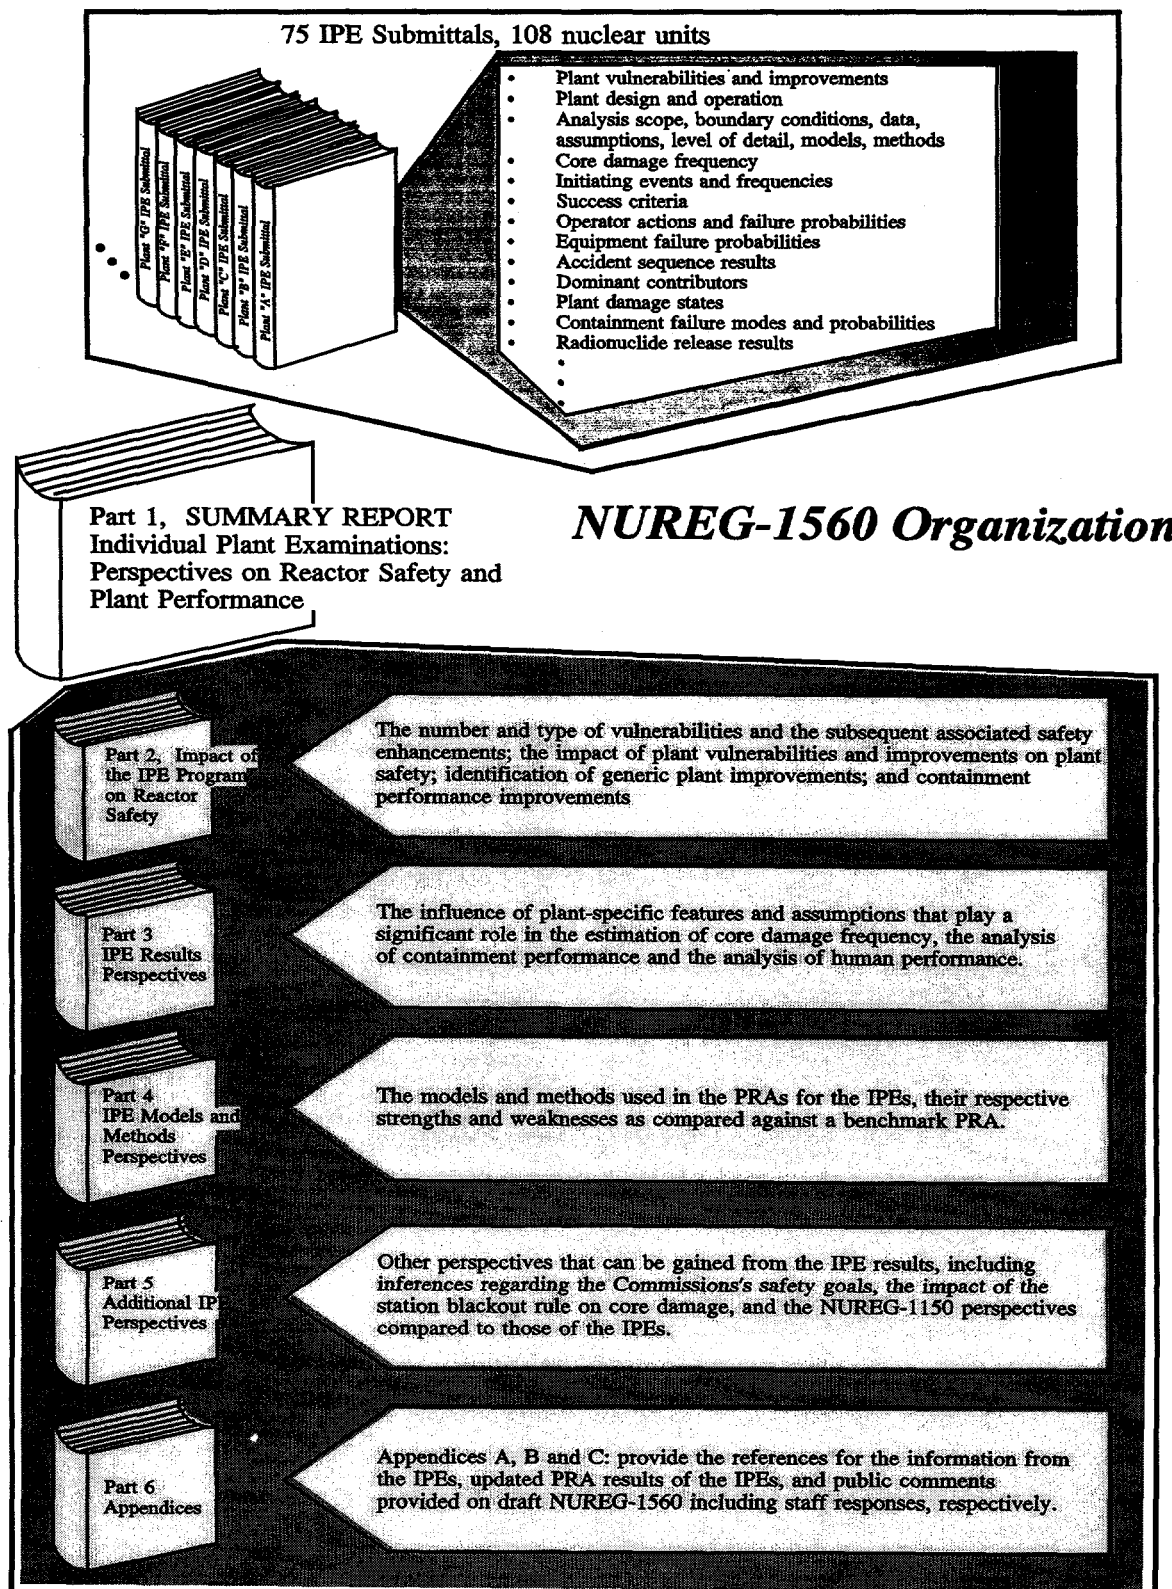 75 IPE Submittals, 108 nuclear units
Plant "G" IPE Submittal
Plant "F" IPE Submittal
Plant "E" IPE Submittal
Plant "D" IPE Submittal
Plant "C" IPE Submittal
Plant "B" IPE Submittal
Plant "A" IPE Submittal
• Plant vulnerabilities and improvements
• Plant design and operation
• Analysis scope, boundary conditions, data,
assumptions, level of detail, models, methods
• Core damage frequency
• Initiating events and frequencies
• Success criteria
• Operator actions and failure probabilities
• Equipment failure probabilities
• Accident sequence results
• Dominant contributors
• Plant damage states
• Containment failure modes and probabilities
• Radionuclide release results
Part 1, SUMMARY REPORT
Individual Plant Examinations:
Perspectives on Reactor Safety and
Plant Performance
NUREG-1560 Organization
Part 2, Impact of
the IPE Program
on Reactor
Safety
The number and type of vulnerabilities and the subsequent associated safety
enhancements; the impact of plant vulnerabilities and improvements on plant
safety; identification of generic plant improvements; and containment
performance improvements
Part 3
IPE Results
Perspectives
The influence of plant-specific features and assumptions that play a
significant role in the estimation of core damage frequency, the analysis
of containment performance and the analysis of human performance.
Part 4
IPE Models and
Methods
Perspectives
The models and methods used in the PRAs for the IPEs, their respective
strengths and weaknesses as compared against a benchmark PRA.
Part 5
Additional IPE
Perspectives
Other perspectives that can be gained from the IPE results, including
inferences regarding the Commissions's safety goals, the impact of the
station blackout rule on core damage, and the NUREG-1150 perspectives
compared to those of the IPEs.
Part 6
Appendices
Appendices A, B and C: provide the references for the information from
the IPEs, updated PRA results of the IPEs, and public comments
provided on draft NUREG-1560 including staff responses, respectively.